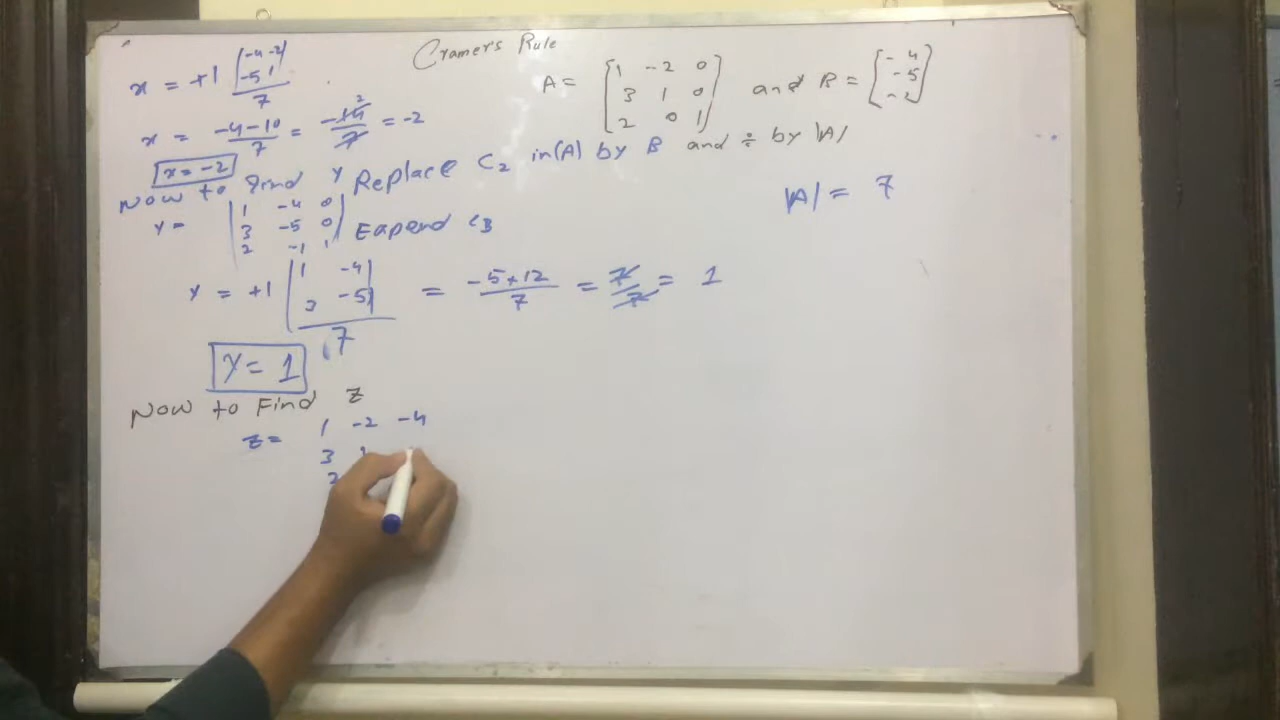 Cramer's Rule
A = [1 -2 0
3 1 0
2 0 1] and B = [-4
-5
x = +1 |-4 -2
-5 1| / 7
x = -4-10 / 7 = -14 / 7 = -2
x = -2
Now to find Y Replace C2 in (A) by B and ÷ by |A|
|A| = 7
Y = |1 -4 0
3 -5 0
2 -1 1| Expend C3
Y = +1 |1 -4
3 -5| / 7 = -5+12 / 7 = 7/7 = 1
Y = 1
Now to Find Z
Z = 1 -2 -4
3 1
2